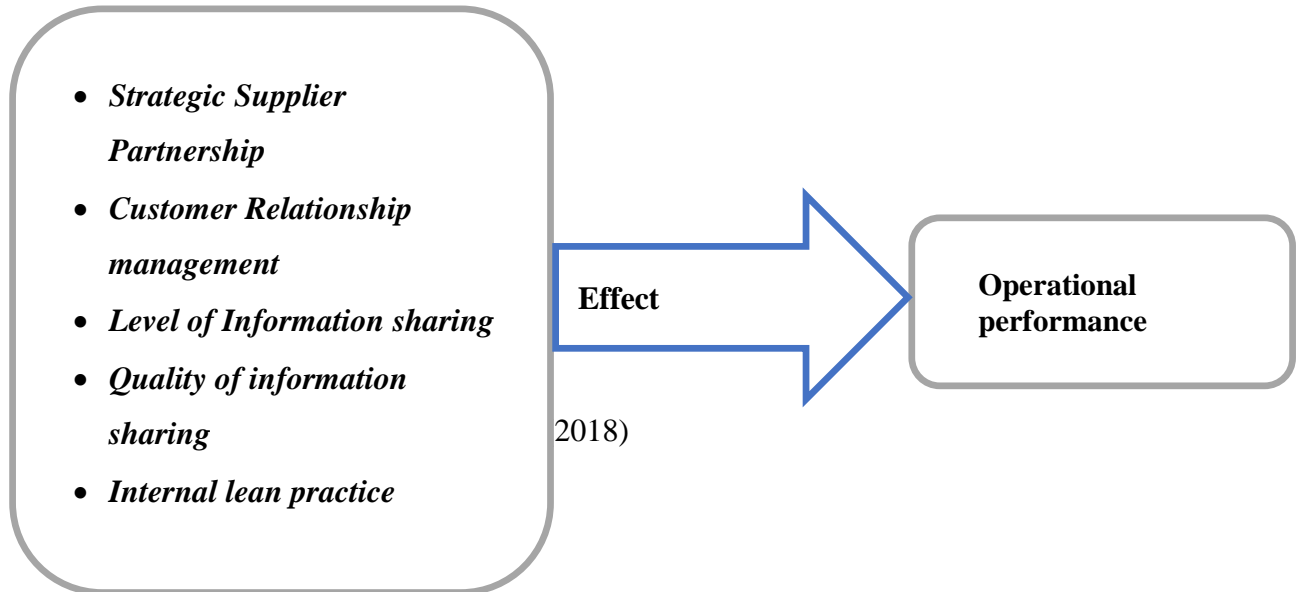 • Strategic Supplier
Partnership
• Customer Relationship
management
• Level of Information sharing
• Quality of information
sharing
• Internal lean practice
Effect
2018)
Operational
performance